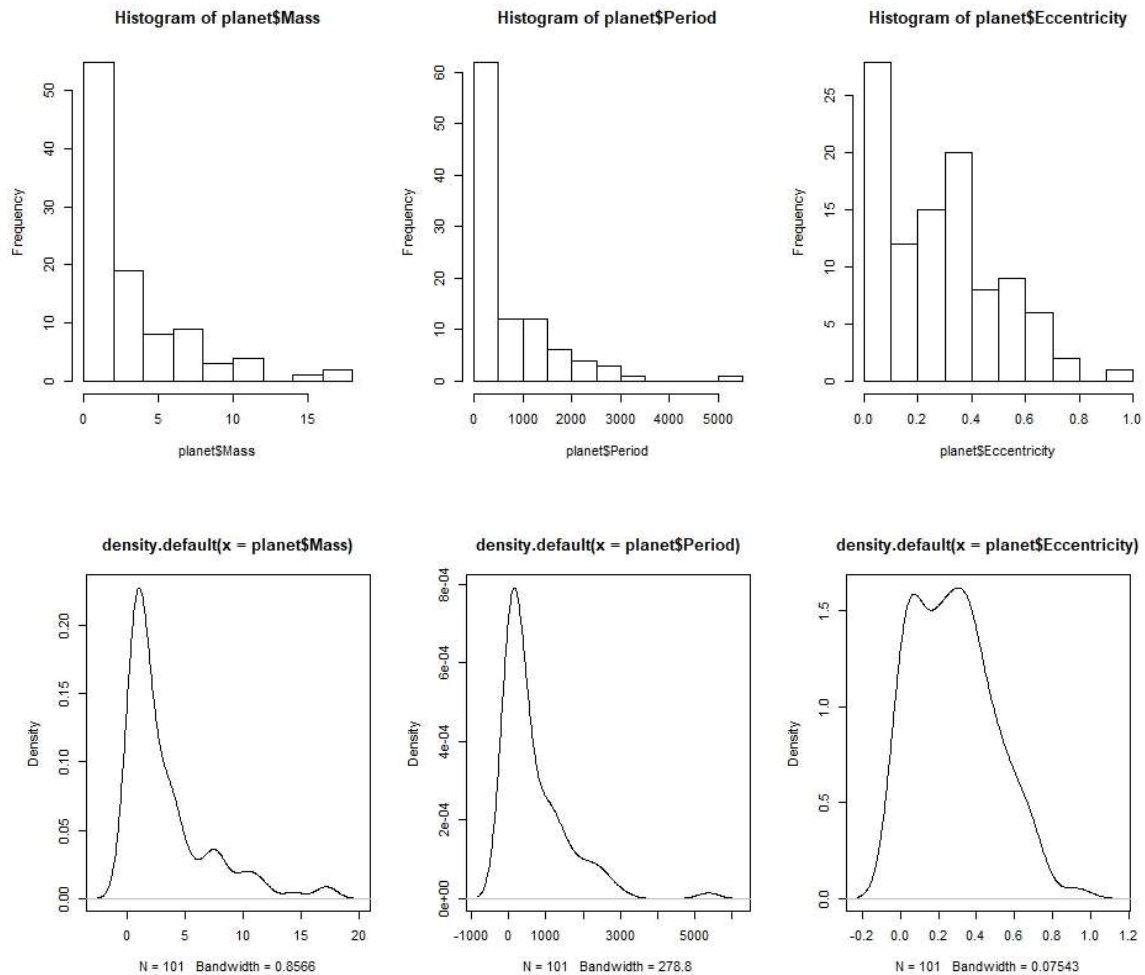 Histogram of planet$Mass
Frequency
0 10 20 30 40 50
0 5 10 15
planet$Mass
Histogram of planet$Period
Frequency
0 10 20 30 40 50 60
0 1000 2000 3000 4000 5000
planet$Period
Histogram of planet$Eccentricity
Frequency
0 5 10 15 20 25
0.0 0.2 0.4 0.6 0.8 1.0
planet$Eccentricity
density.default(x = planet$Mass)
Density
0.00 0.05 0.10 0.15 0.20
0 5 10 15 20
N = 101 Bandwidth = 0.8566
density.default(x = planet$Period)
Density
0e+00 2e-04 4e-04 6e-04 8e-04
-1000 0 1000 3000 5000
N = 101 Bandwidth = 278.8
density.default(x = planet$Eccentricity)
Density
0.0 0.5 1.0 1.5
-0.2 0.0 0.2 0.4 0.6 0.8 1.0 1.2
N = 101 Bandwidth = 0.07543